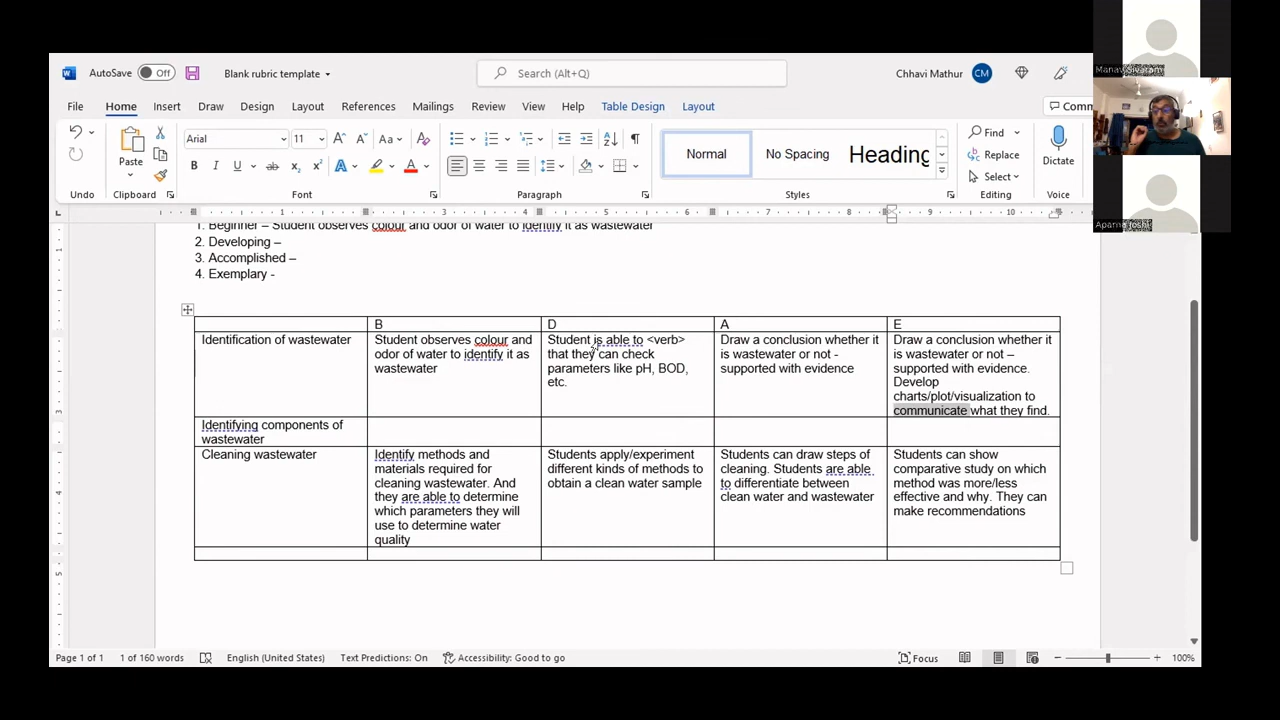 AutoSave Off Blank rubric template Search (Alt+Q) Chhavi Mathur CM
File Home Insert Draw Design Layout References Mailings Review View Help Table Design Layout Comm
Paste Arial 11 Normal No Spacing Heading Find
Replace
Select Dictate
Undo Clipboard Font Paragraph Styles Editing Voice
Aparna Joshi
1. Beginner – Student observes colour and odor of water to identify it as wastewater
2. Developing –
3. Accomplished –
4. Exemplary -
B D A E
Identification of wastewater
Student observes colour and
odor of water to identify it as
wastewater
Student is able to <verb>
that they can check
parameters like pH, BOD,
etc.
Draw a conclusion whether it
is wastewater or not -
supported with evidence
Draw a conclusion whether it
is wastewater or not –
supported with evidence.
Develop
charts/plot/visualization to
communicate what they find.
Identifying components of
wastewater
Cleaning wastewater
Identify methods and
materials required for
cleaning wastewater. And
they are able to determine
which parameters they will
use to determine water
quality
Students apply/experiment
different kinds of methods to
obtain a clean water sample
Students can draw steps of
cleaning. Students are able
to differentiate between
clean water and wastewater
Students can show
comparative study on which
method was more/less
effective and why. They can
make recommendations
Page 1 of 1 1 of 160 words English (United States) Text Predictions: On Accessibility: Good to go Focus 100%